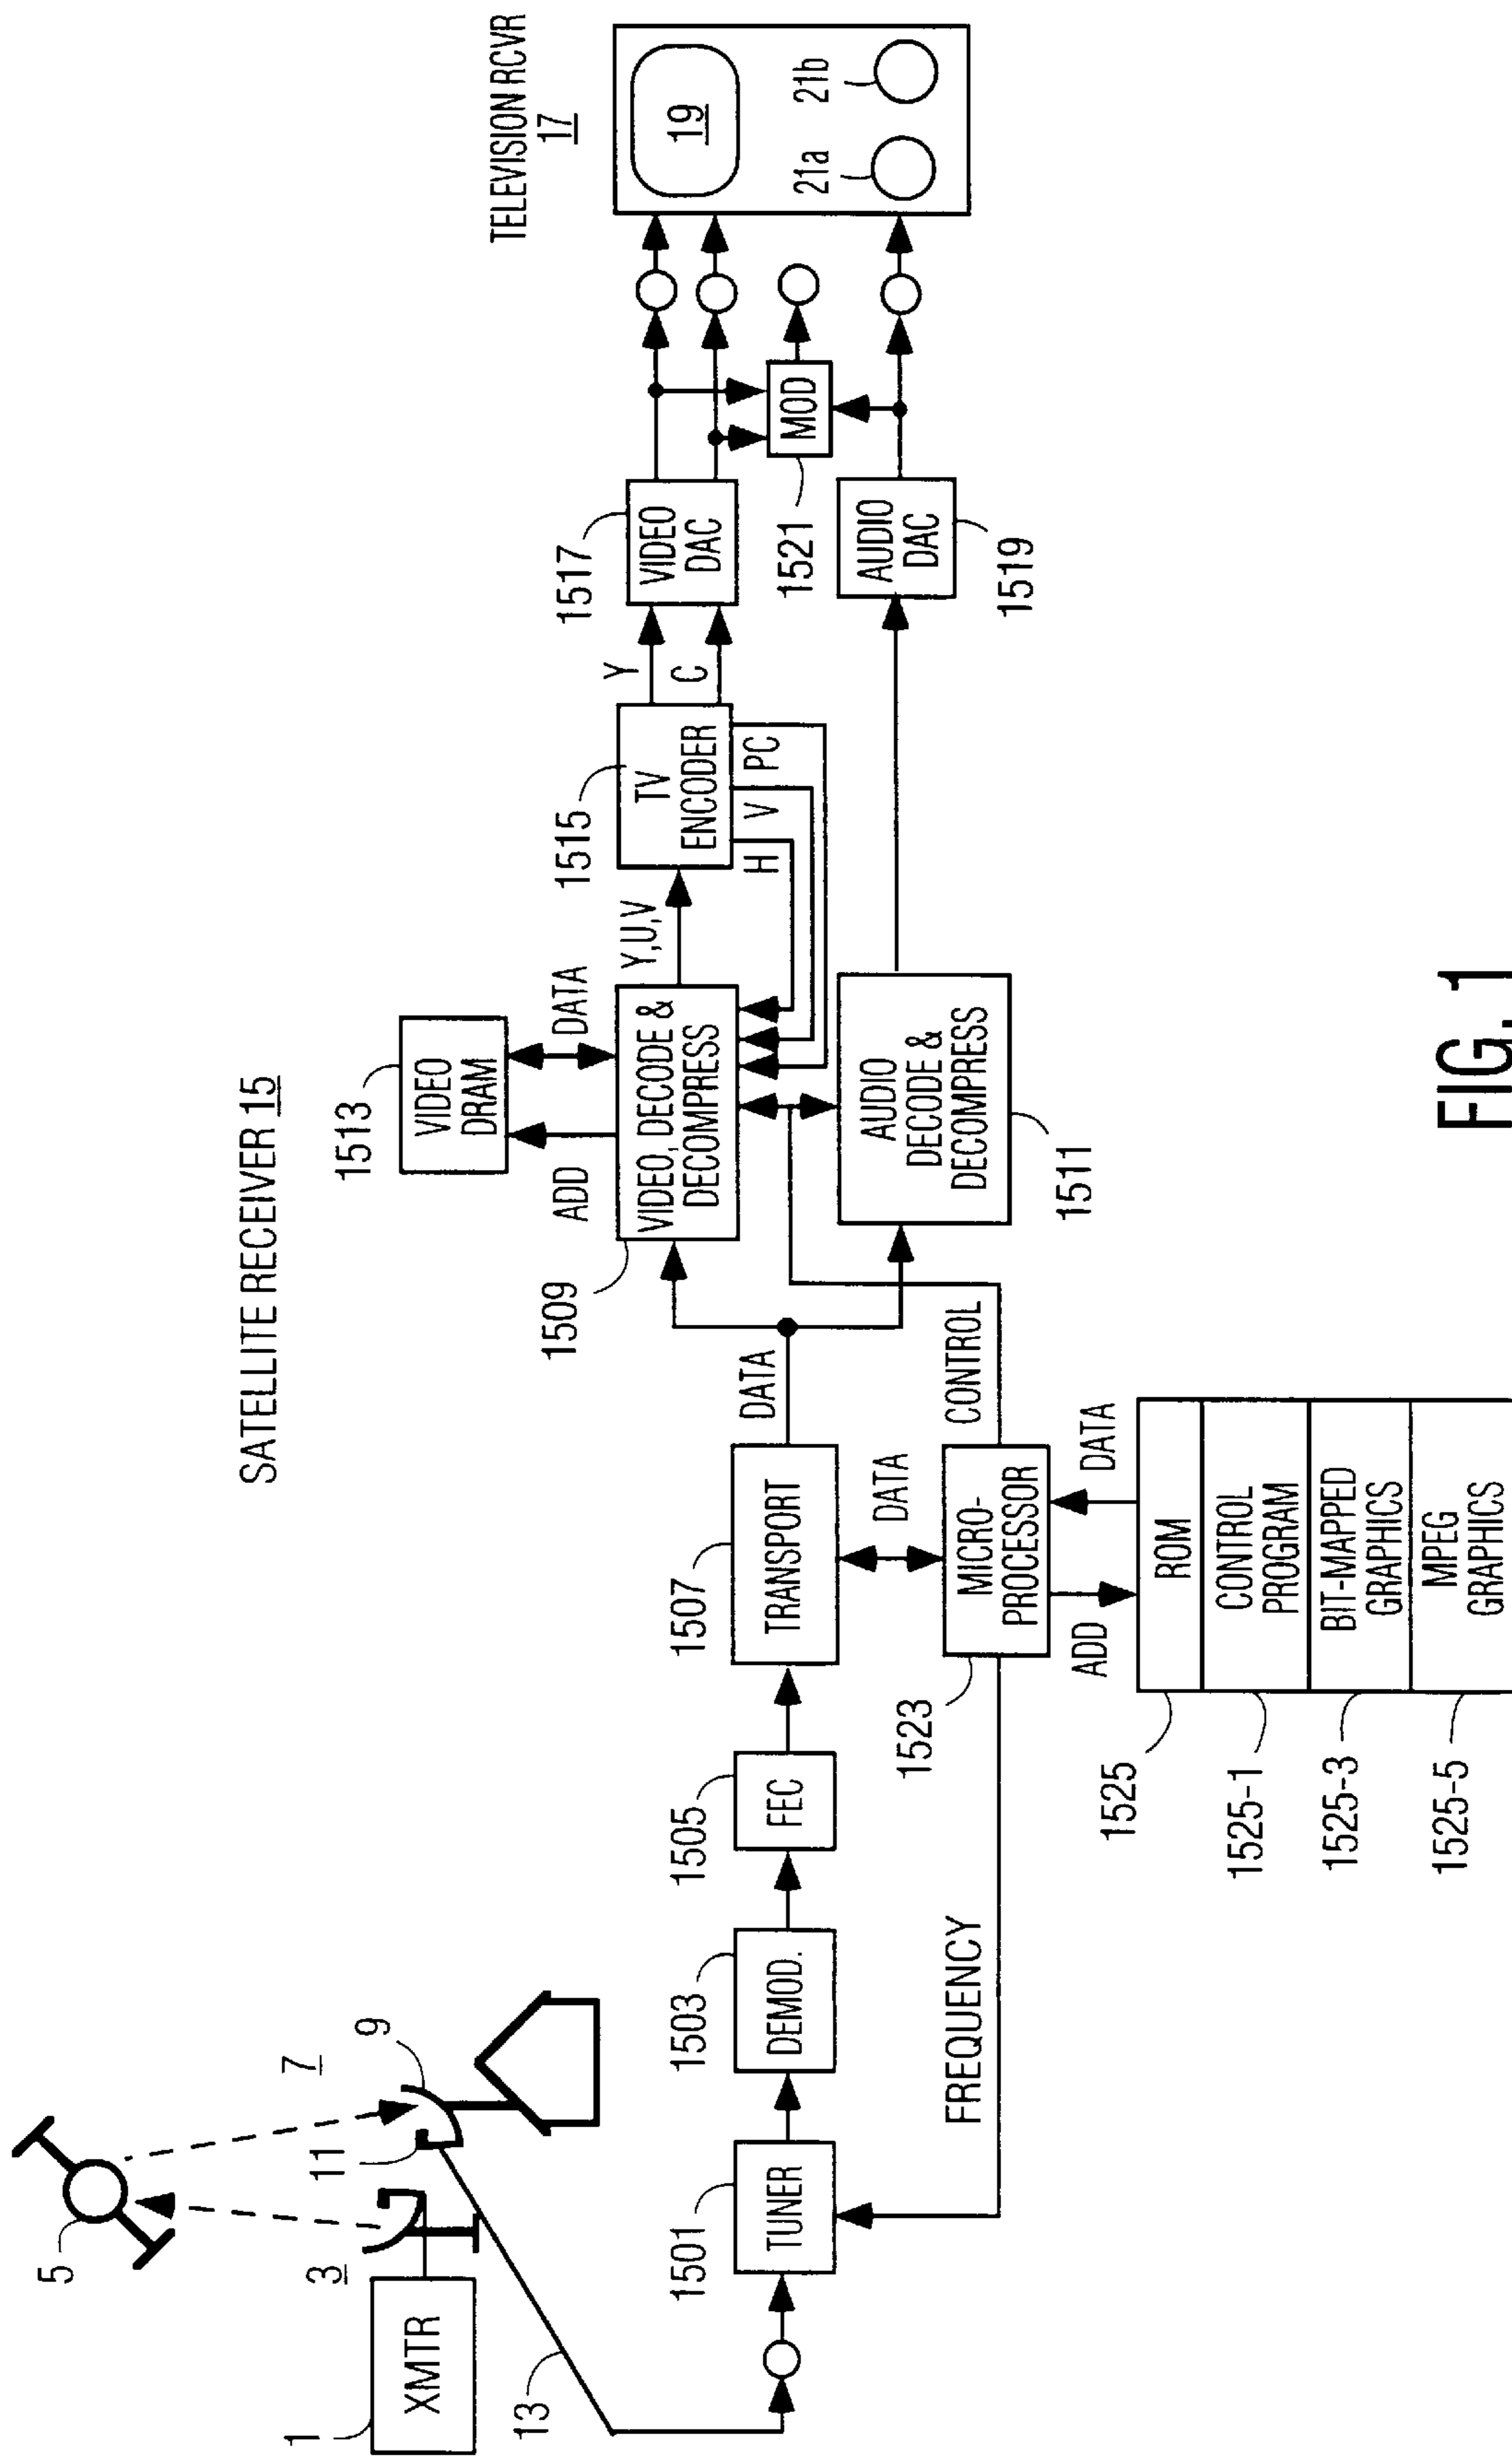 SATELLITE RECEIVER 15
TELEVISION RCVR
17
19
21a
21b
5
7
3
9
11
1
XMTR
13
1501
TUNER
1503
DEMOD.
1505
FEC
1507
TRANSPORT
DATA
FREQUENCY
1523
MICRO-
PROCESSOR
DATA
CONTROL
ADD
DATA
1525
ROM
1525-1
CONTROL
PROGRAM
1525-3
BIT-MAPPED
GRAPHICS
1525-5
MPEG
GRAPHICS
1509
VIDEO, DECODE &
DECOMPRESS
ADD
DATA
1513
VIDEO
DRAM
1511
AUDIO
DECODE &
DECOMPRESS
Y,U,V
1515
TV
ENCODER
H
V
PC
Y
C
1517
VIDEO
DAC
1521
MOD
1519
AUDIO
DAC
FIG. 1